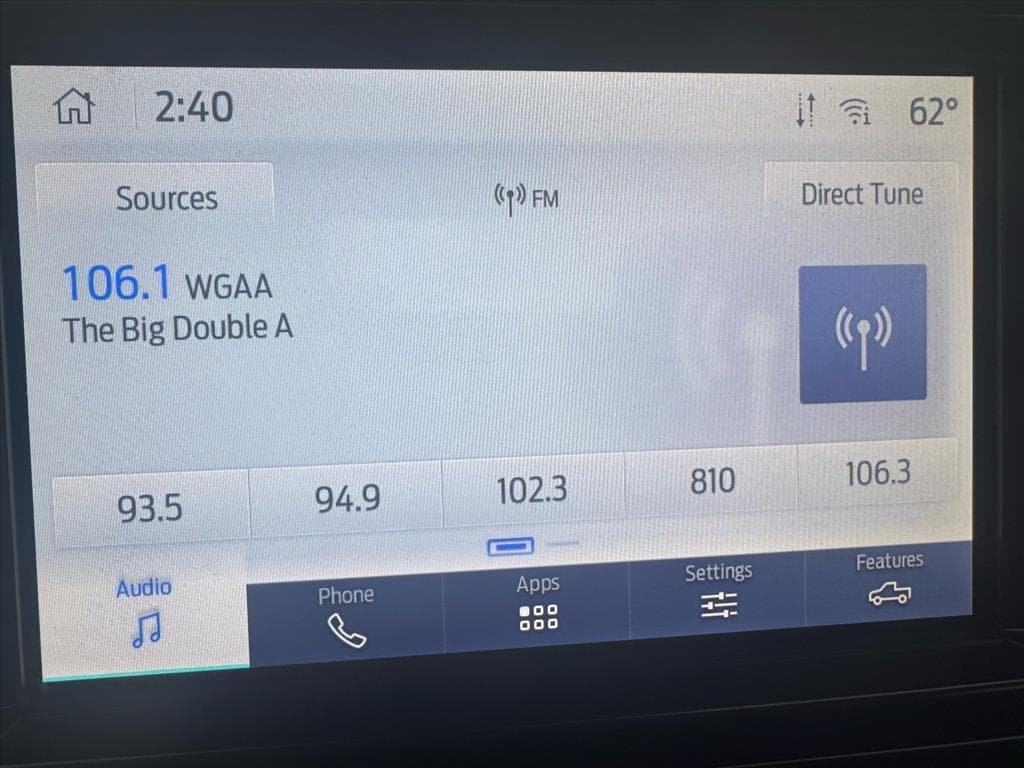 2:40 62°
Sources FM Direct Tune
106.1 WGAA
The Big Double A
93.5 94.9 102.3 810 106.3
Audio Phone Apps Settings Features